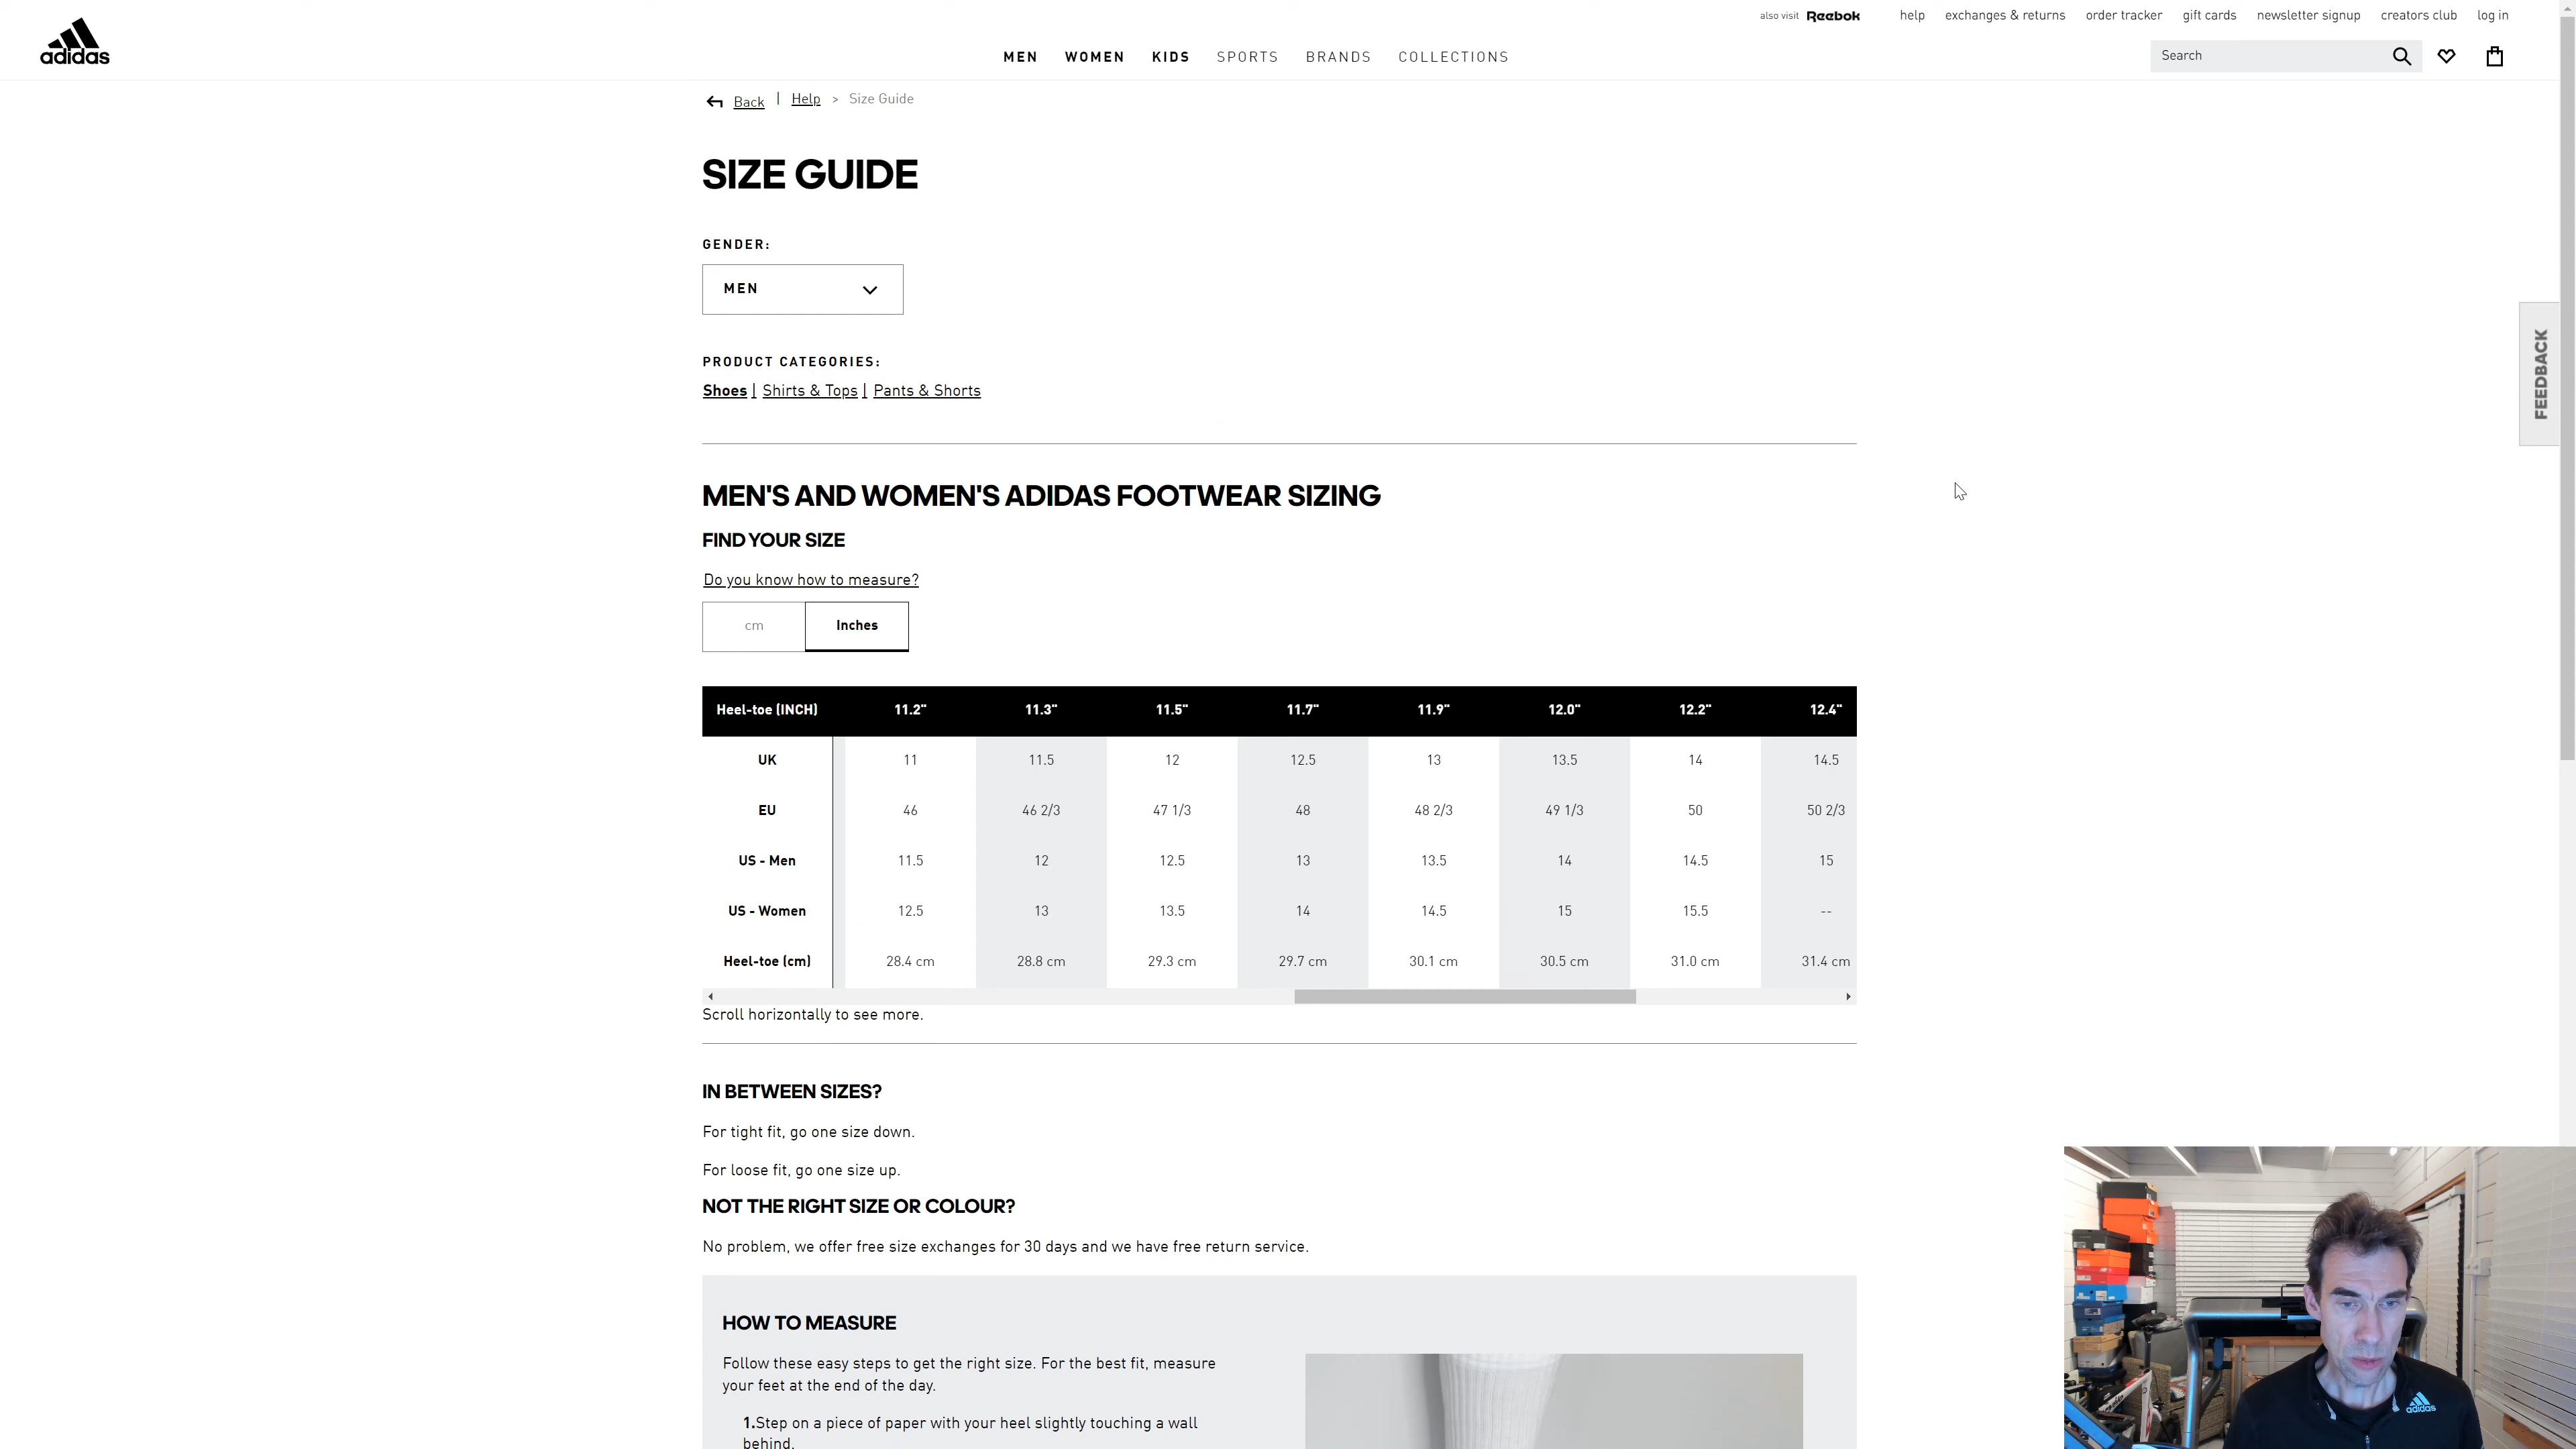 also visit Reebok help exchanges & returns order tracker gift cards newsletter signup creators club log in
adidas
MEN WOMEN KIDS SPORTS BRANDS COLLECTIONS
Search
Back | Help > Size Guide
SIZE GUIDE
GENDER:
MEN
PRODUCT CATEGORIES:
Shoes | Shirts & Tops | Pants & Shorts
FEEDBACK
MEN'S AND WOMEN'S ADIDAS FOOTWEAR SIZING
FIND YOUR SIZE
Do you know how to measure?
cm Inches
Heel-toe (INCH) 11.2" 11.3" 11.5" 11.7" 11.9" 12.0" 12.2" 12.4"
UK 11 11.5 12 12.5 13 13.5 14 14.5
EU 46 46 2/3 47 1/3 48 48 2/3 49 1/3 50 50 2/3
US - Men 11.5 12 12.5 13 13.5 14 14.5 15
US - Women 12.5 13 13.5 14 14.5 15 15.5 --
Heel-toe (cm) 28.4 cm 28.8 cm 29.3 cm 29.7 cm 30.1 cm 30.5 cm 31.0 cm 31.4 cm
Scroll horizontally to see more.
IN BETWEEN SIZES?
For tight fit, go one size down.
For loose fit, go one size up.
NOT THE RIGHT SIZE OR COLOUR?
No problem, we offer free size exchanges for 30 days and we have free return service.
HOW TO MEASURE
Follow these easy steps to get the right size. For the best fit, measure
your feet at the end of the day.
1.Step on a piece of paper with your heel slightly touching a wall
behind.
adidas